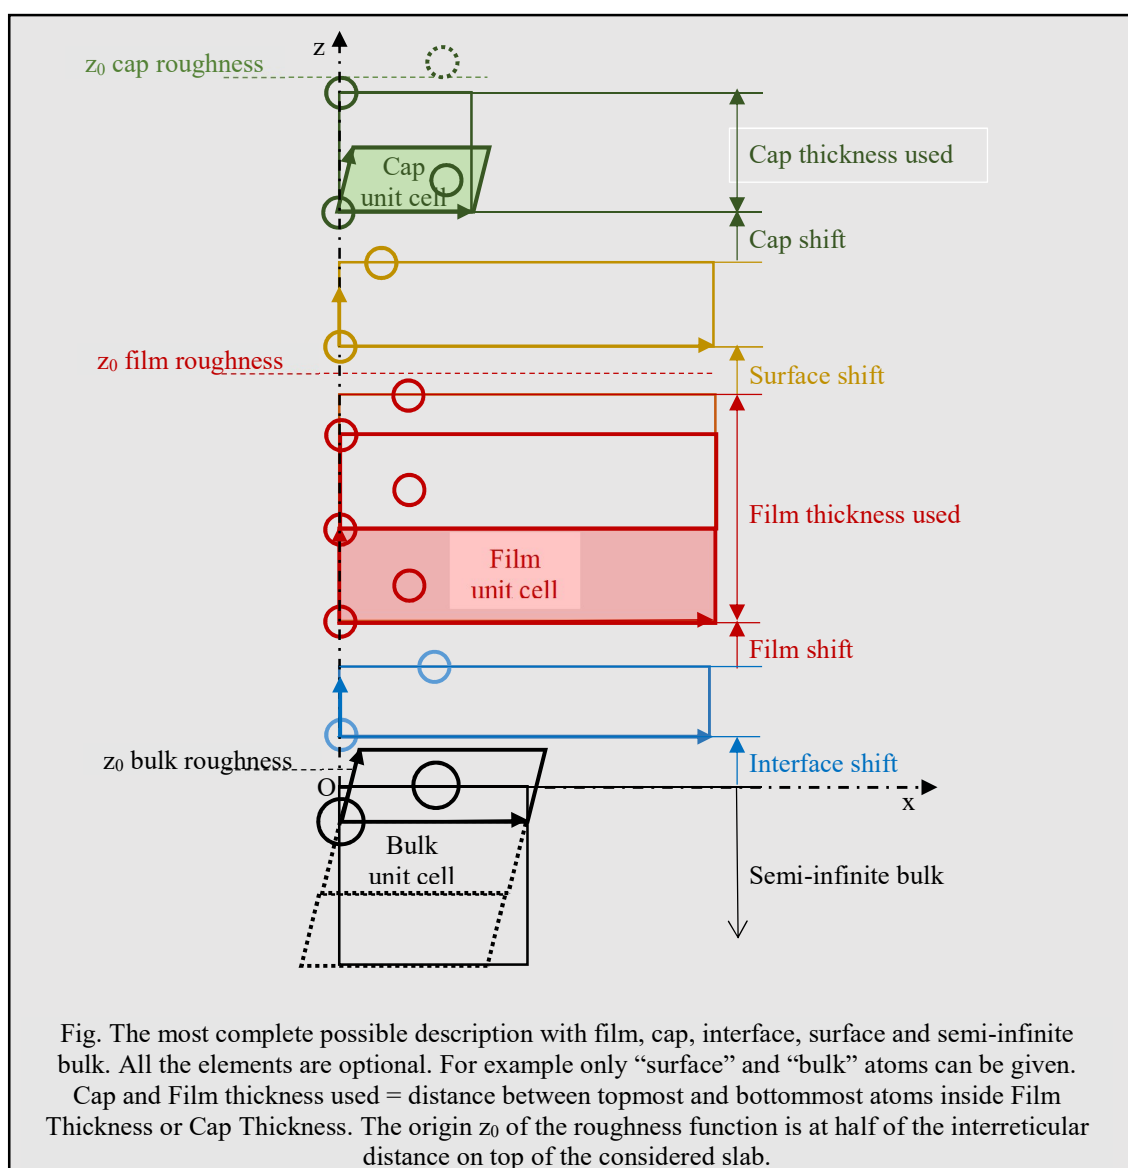 z
z₀ cap roughness
Cap
unit cell
Cap thickness used
Cap shift
z₀ film roughness
Surface shift
Film
unit cell
Film thickness used
Film shift
z₀ bulk roughness
Interface shift
O
x
Bulk
unit cell
Semi-infinite bulk
Fig. The most complete possible description with film, cap, interface, surface and semi-infinite
bulk. All the elements are optional. For example only “surface” and “bulk” atoms can be given.
Cap and Film thickness used = distance between topmost and bottommost atoms inside Film
Thickness or Cap Thickness. The origin z₀ of the roughness function is at half of the interreticular
distance on top of the considered slab.